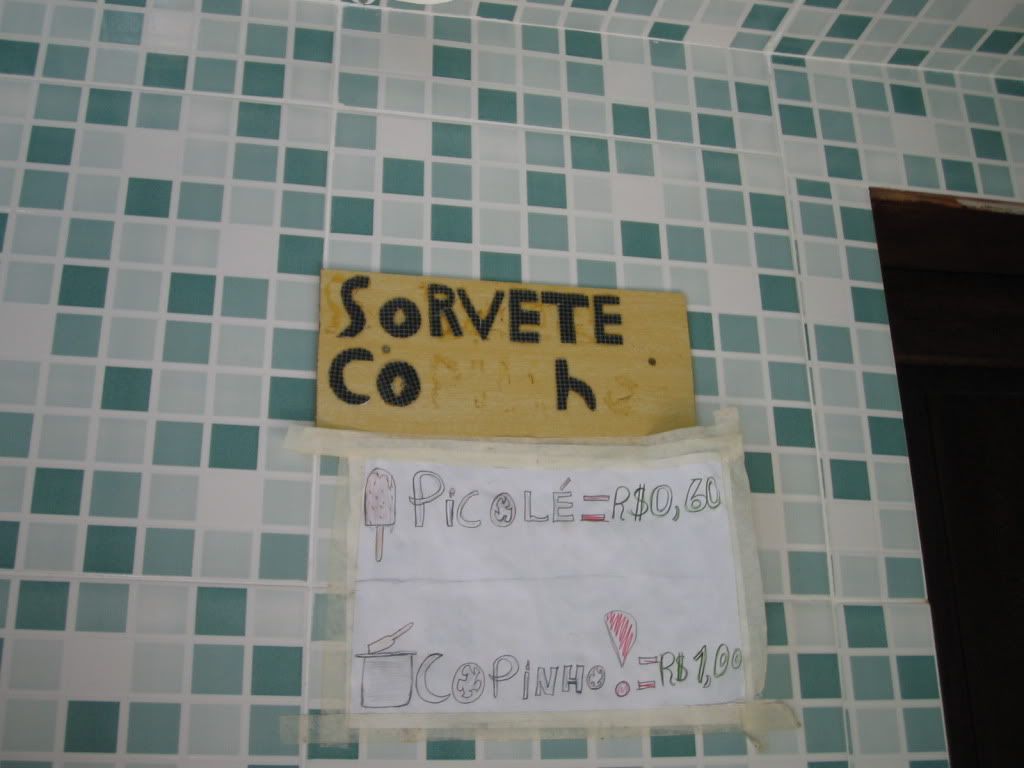 SORVETE
CO h
PiCOLÉ = R$0,60
COPINHO! = R$1,00